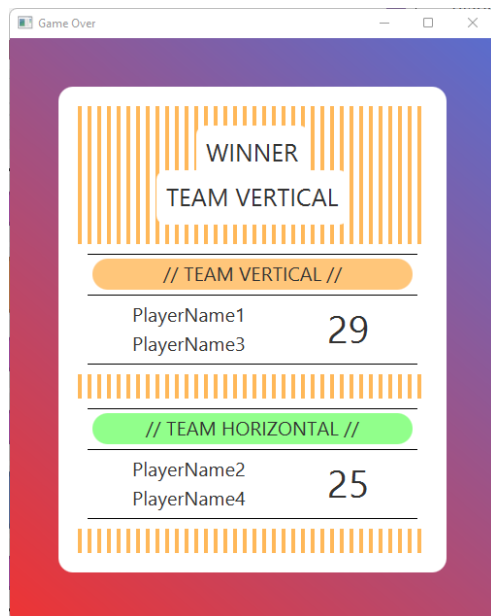 Game Over
WINNER
TEAM VERTICAL
// TEAM VERTICAL //
PlayerName1
PlayerName3
29
// TEAM HORIZONTAL //
PlayerName2
PlayerName4
25